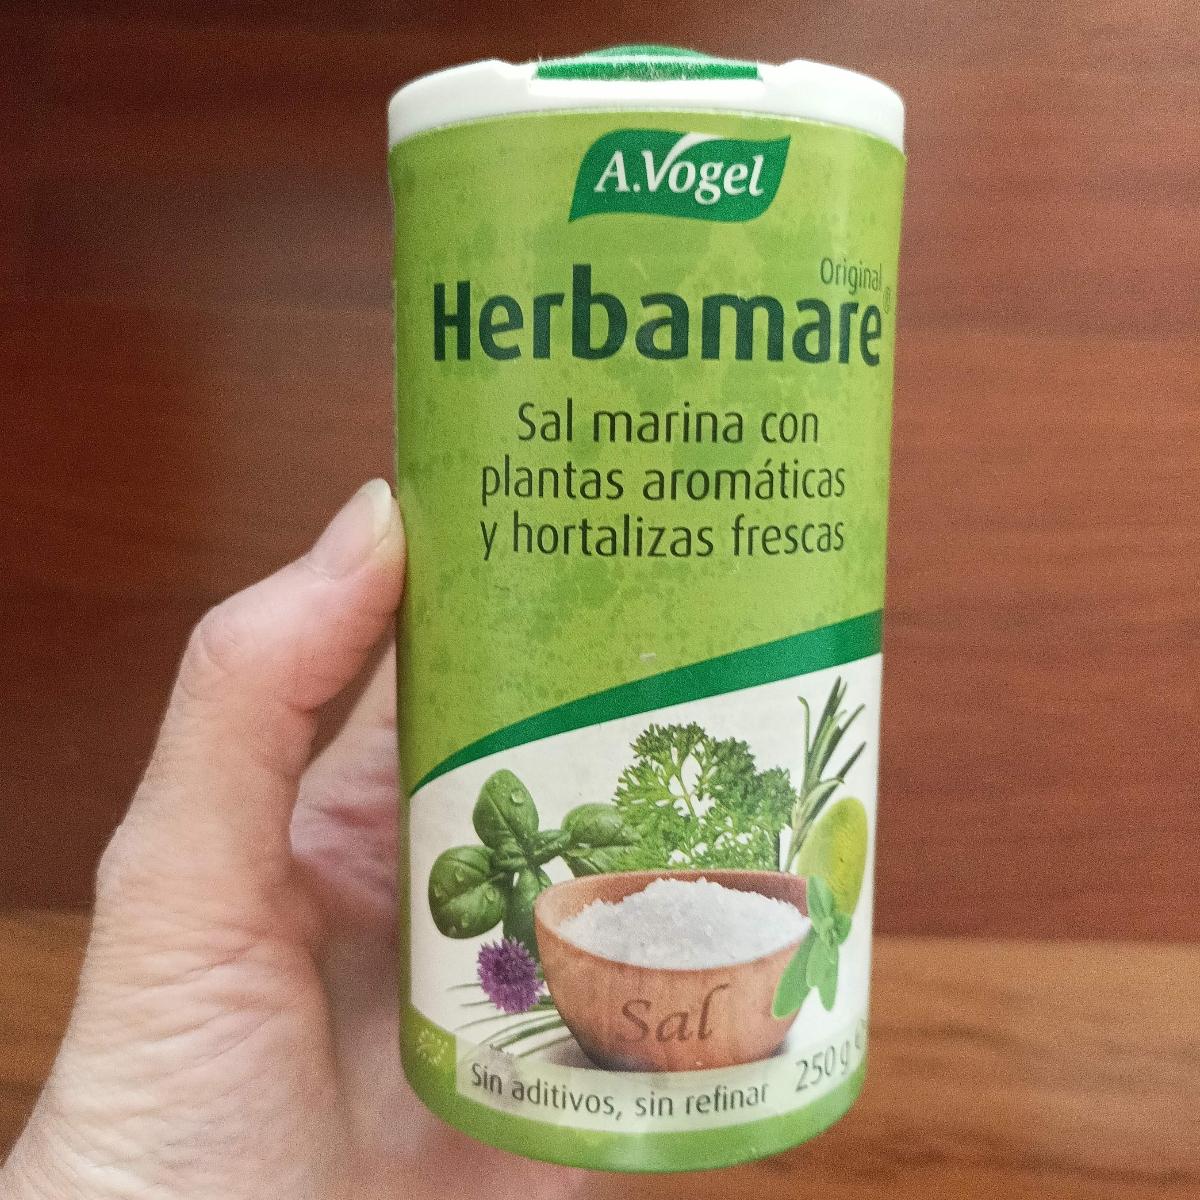 A.Vogel
Original
Herbamare®
Sal marina con
plantas aromáticas
y hortalizas frescas
Sal
Sin aditivos, sin refinar
250 g